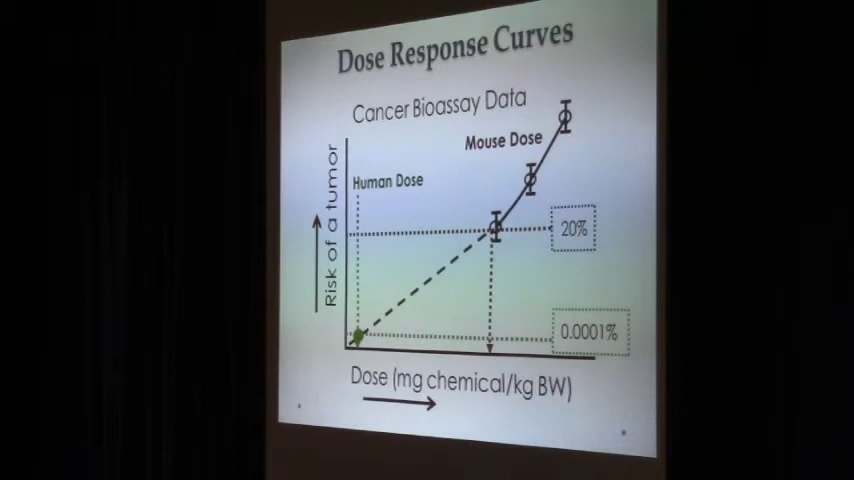 Dose Response Curves
Cancer Bioassay Data
Mouse Dose
Human Dose
Risk of a tumor
20%
0.0001%
Dose (mg chemical/kg BW)